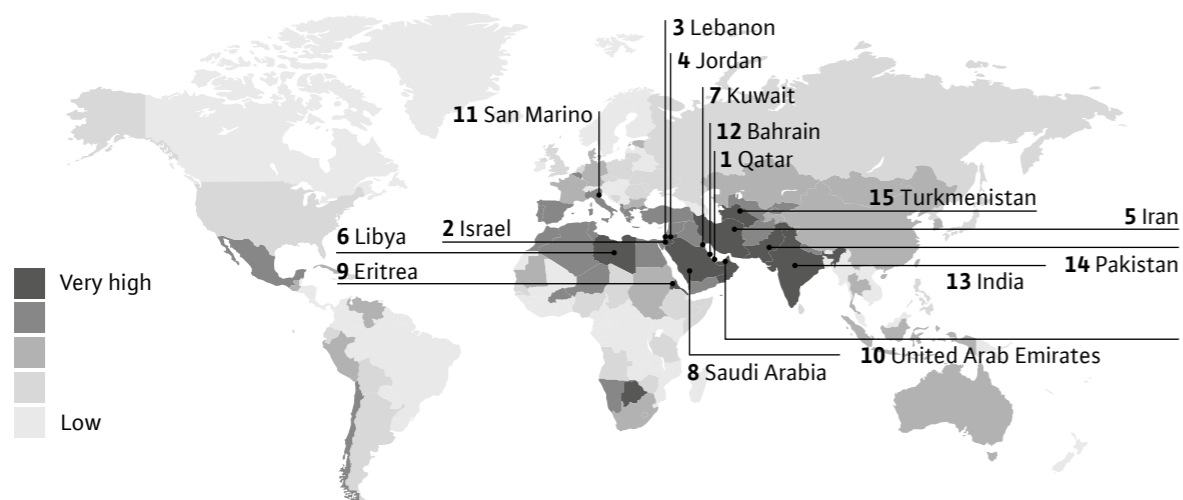 3 Lebanon
4 Jordan
7 Kuwait
11 San Marino
12 Bahrain
1 Qatar
15 Turkmenistan
5 Iran
2 Israel
6 Libya
14 Pakistan
9 Eritrea
13 India
Very high
10 United Arab Emirates
8 Saudi Arabia
Low